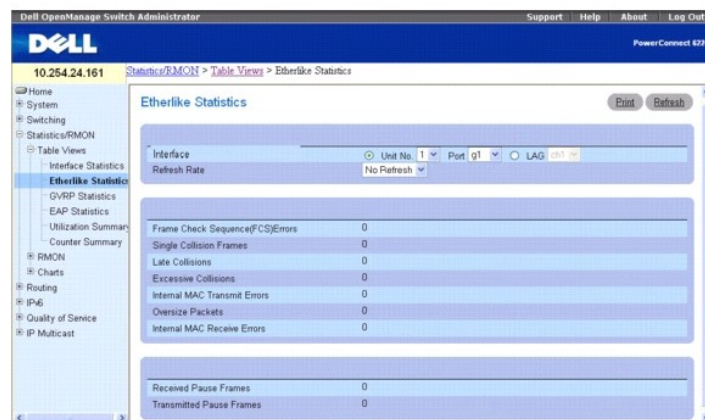 Dell OpenManage Switch Administrator
Support Help About Log Out
DELL
PowerConnect 622
10.254.24.161
Statistics/RMON > Table Views > Etherlike Statistics
Home
System
Switching
Statistics/RMON
Table Views
Interface Statistics
Etherlike Statistics
GVRP Statistics
EAP Statistics
Utilization Summary
Counter Summary
RMON
Charts
Routing
IPv6
Quality of Service
IP Multicast
Etherlike Statistics
Print Refresh
Interface Unit No. 1 Port g1 LAG ch1
Refresh Rate No Refresh
Frame Check Sequence(FCS)Errors 0
Single Collision Frames 0
Late Collisions 0
Excessive Collisions 0
Internal MAC Transmit Errors 0
Oversize Packets 0
Internal MAC Receive Errors 0
Received Pause Frames 0
Transmitted Pause Frames 0